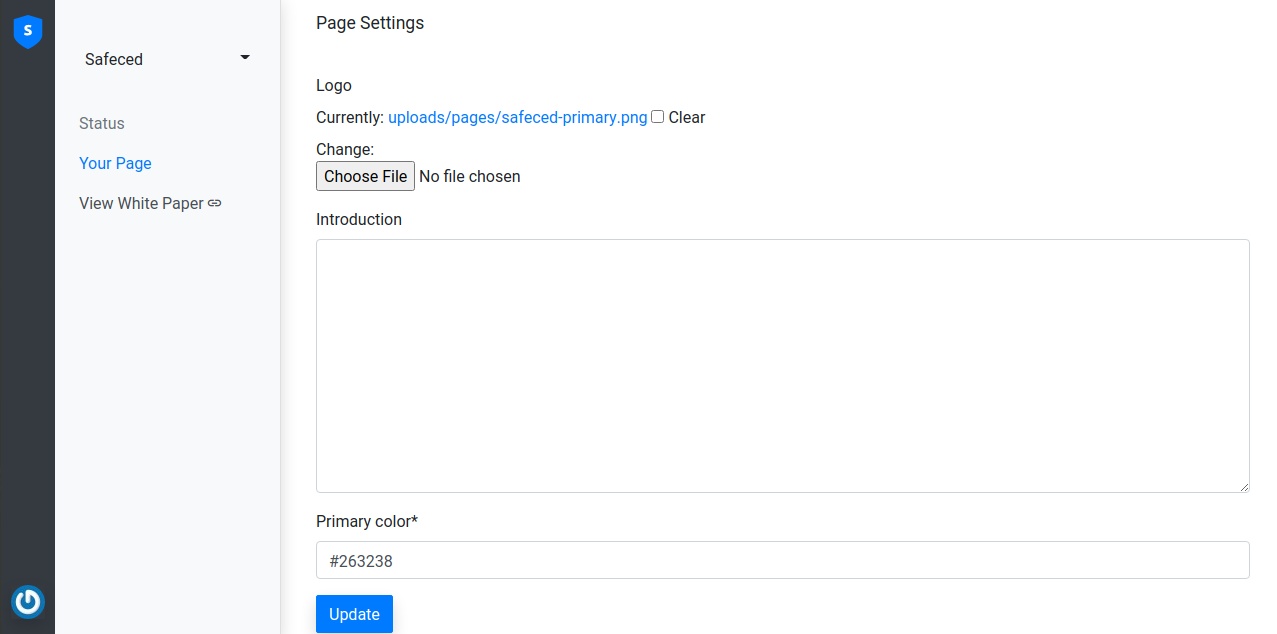 S
Safeced
Status
Your Page
View White Paper
Page Settings
Logo
Currently: uploads/pages/safeced-primary.png Clear
Change:
Choose File No file chosen
Introduction
Primary color*
#263238
Update